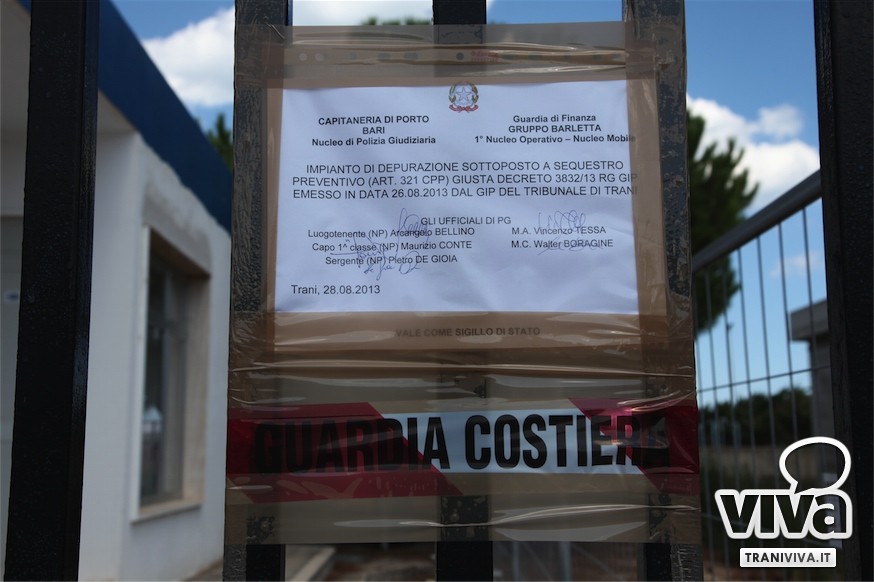 CAPITANERIA DI PORTO
BARI
Nucleo di Polizia Giudiziaria
Guardia di Finanza
GRUPPO BARLETTA
1° Nucleo Operativo – Nucleo Mobile
IMPIANTO DI DEPURAZIONE SOTTOPOSTO A SEQUESTRO
PREVENTIVO (ART. 321 CPP) GIUSTA DECRETO 3832/13 RG GIP
EMESSO IN DATA 26.08.2013 DAL GIP DEL TRIBUNALE DI TRANI
GLI UFFICIALI DI PG
Luogotenente (NP) Arcangelo BELLINO
Capo 1^ classe (NP) Maurizio CONTE
Sergente (NP) Pietro DE GIOIA
M.A. Vincenzo TESSA
M.C. Walter BORAGINE
Trani, 28.08.2013
VALE COME SIGILLO DI STATO
GUARDIA COSTIERA
viva
TRANIVIVA.IT